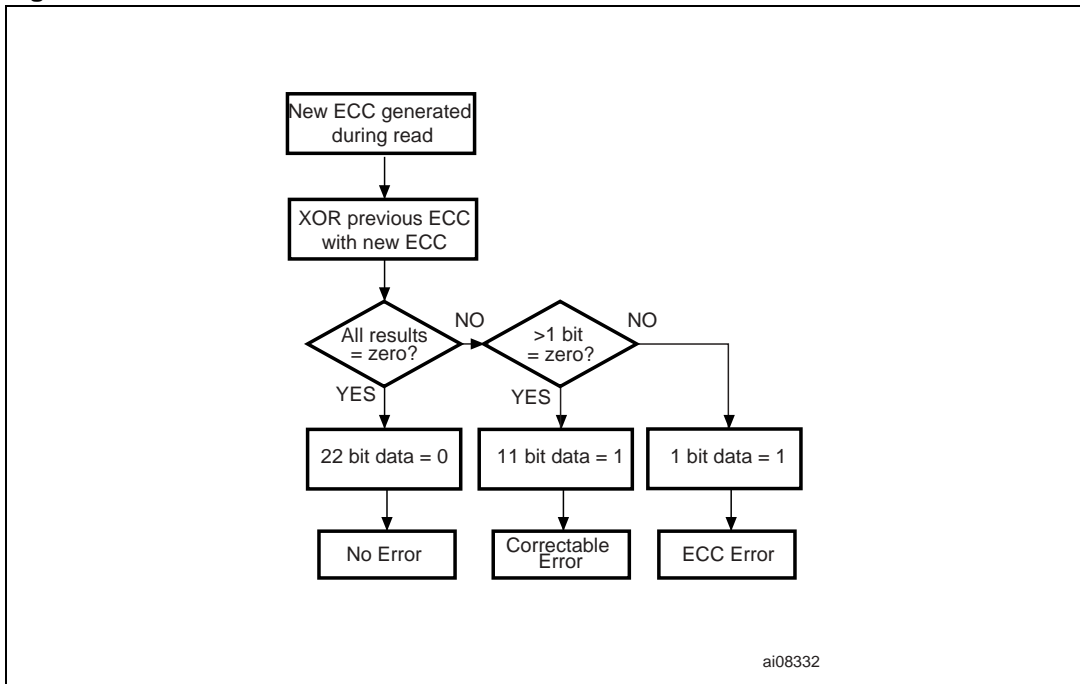 New ECC generated
during read
XOR previous ECC
with new ECC
All results
= zero?
NO
>1 bit
= zero?
NO
YES
YES
22 bit data = 0
11 bit data = 1
1 bit data = 1
No Error
Correctable
Error
ECC Error
ai08332